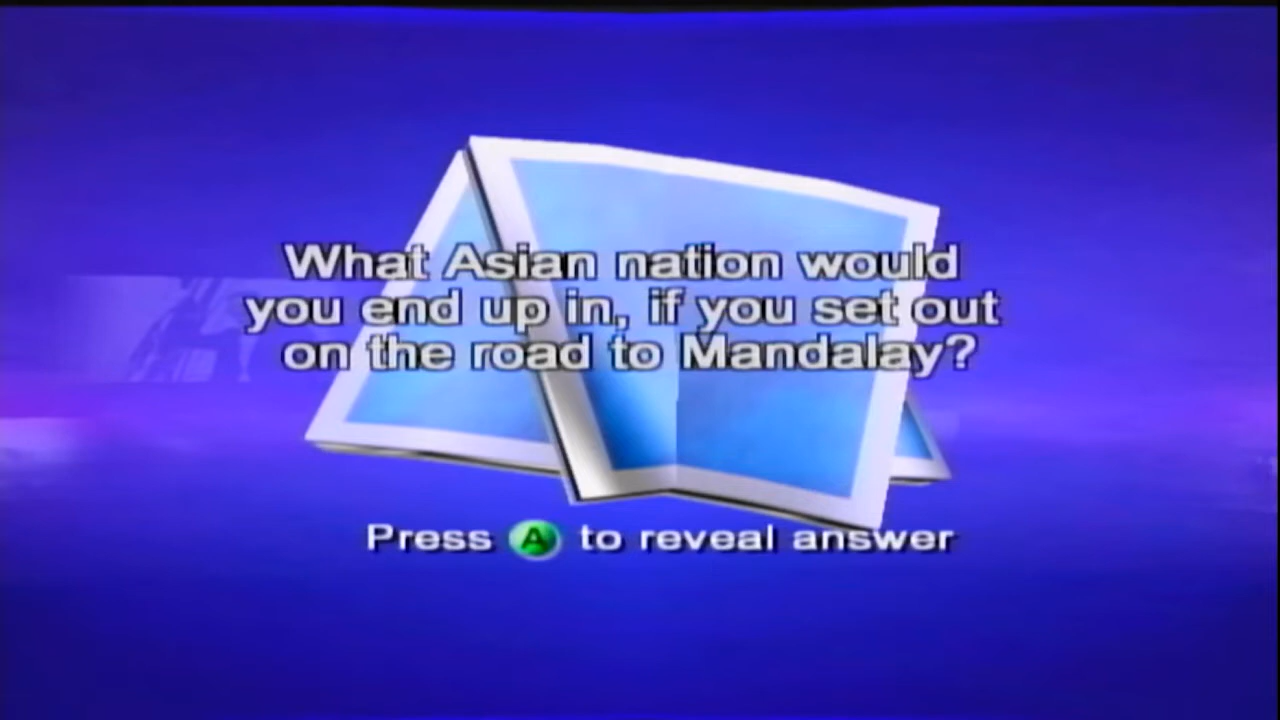 What Asian nation would
you end up in, if you set out
on the road to Mandalay?
Press A to reveal answer